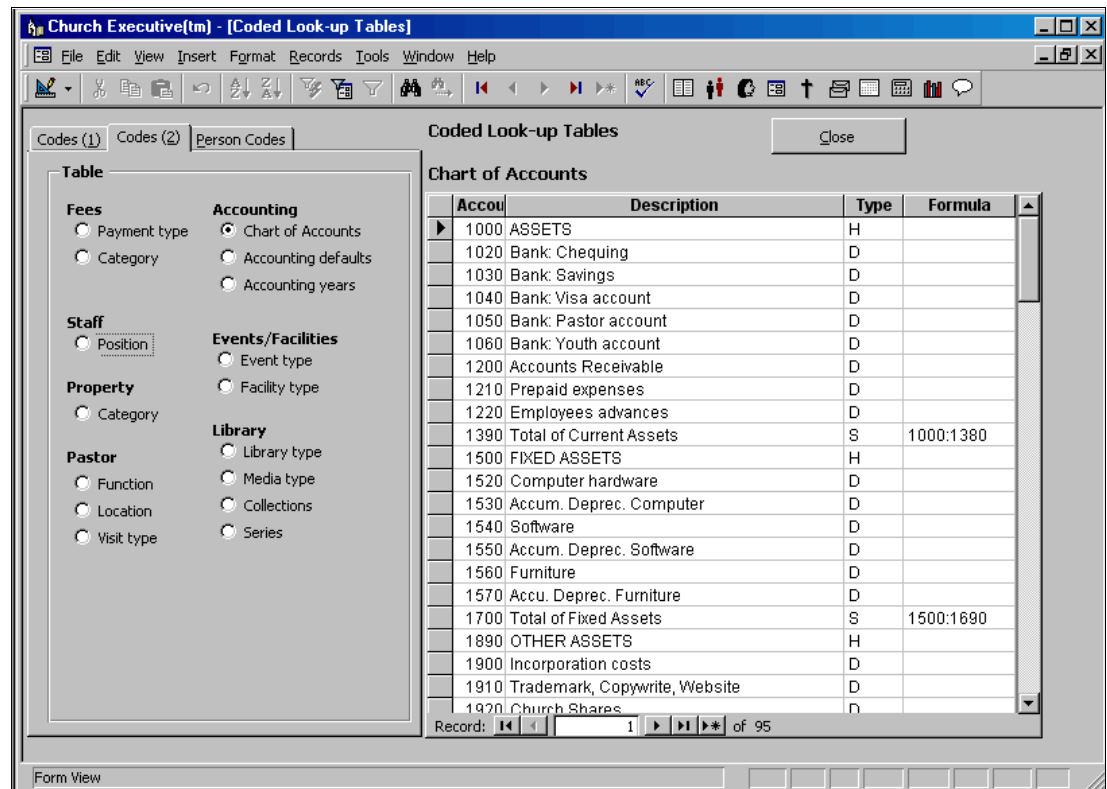 Church Executive(tm) - [Coded Look-up Tables]
File Edit View Insert Format Records Tools Window Help
Codes (1) Codes (2) Person Codes
Table
Fees
Payment type
Category
Staff
Position
Property
Category
Pastor
Function
Location
Visit type
Accounting
Chart of Accounts
Accounting defaults
Accounting years
Events/Facilities
Event type
Facility type
Library
Library type
Media type
Collections
Series
Coded Look-up Tables
Close
Chart of Accounts
Accou Description Type Formula
1000 ASSETS H
1020 Bank: Chequing D
1030 Bank: Savings D
1040 Bank: Visa account D
1050 Bank: Pastor account D
1060 Bank: Youth account D
1200 Accounts Receivable D
1210 Prepaid expenses D
1220 Employees advances D
1390 Total of Current Assets S 1000:1380
1500 FIXED ASSETS H
1520 Computer hardware D
1530 Accum. Deprec. Computer D
1540 Software D
1550 Accum. Deprec. Software D
1560 Furniture D
1570 Accu. Deprec. Furniture D
1700 Total of Fixed Assets S 1500:1690
1890 OTHER ASSETS H
1900 Incorporation costs D
1910 Trademark, Copywrite, Website D
1920 Church Shares D
Record: 1 of 95
Form View